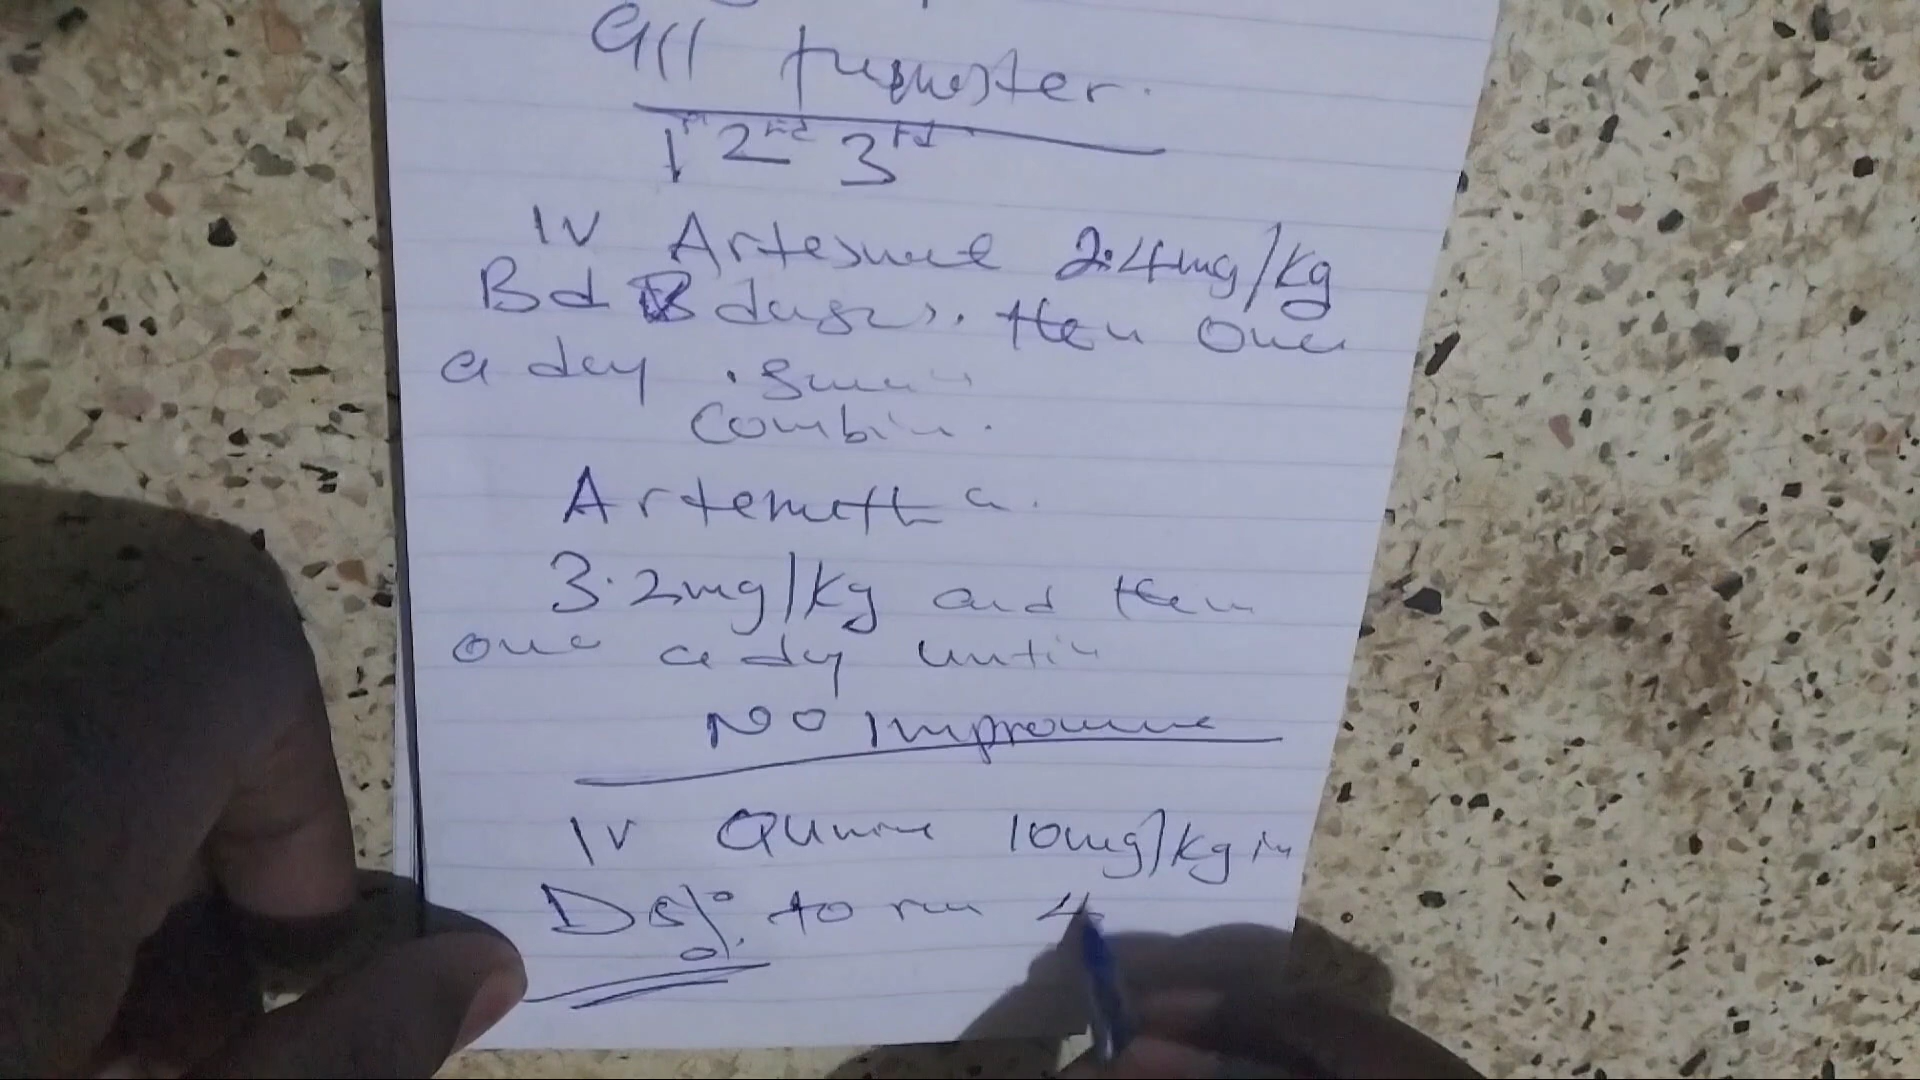 All trimester.
1st 2nd 3rd
IV Artesunate 2.4mg/kg
Bd days. then once
a day.
Combin.
Artemether.
3.2mg/kg and then
once a day until
NO Improvement
IV Quinine 10mg/kg in
D5% to run 4